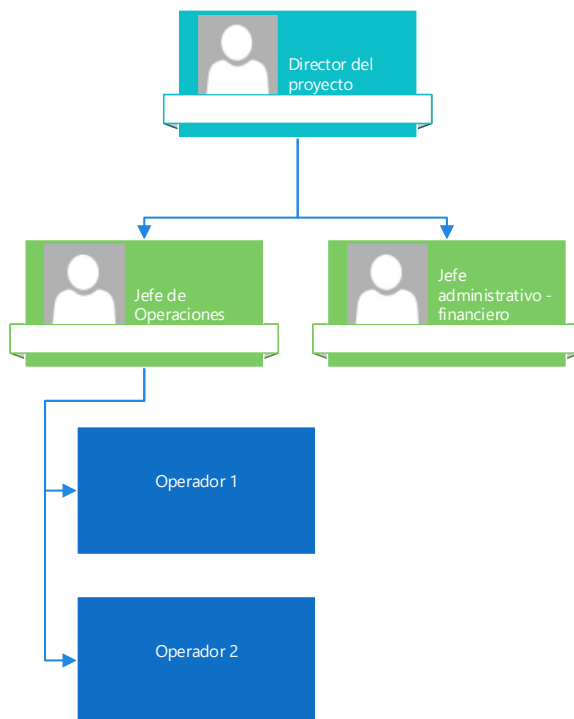 Director del
proyecto
Jefe de
Operaciones
Jefe
administrativo -
financiero
Operador 1
Operador 2